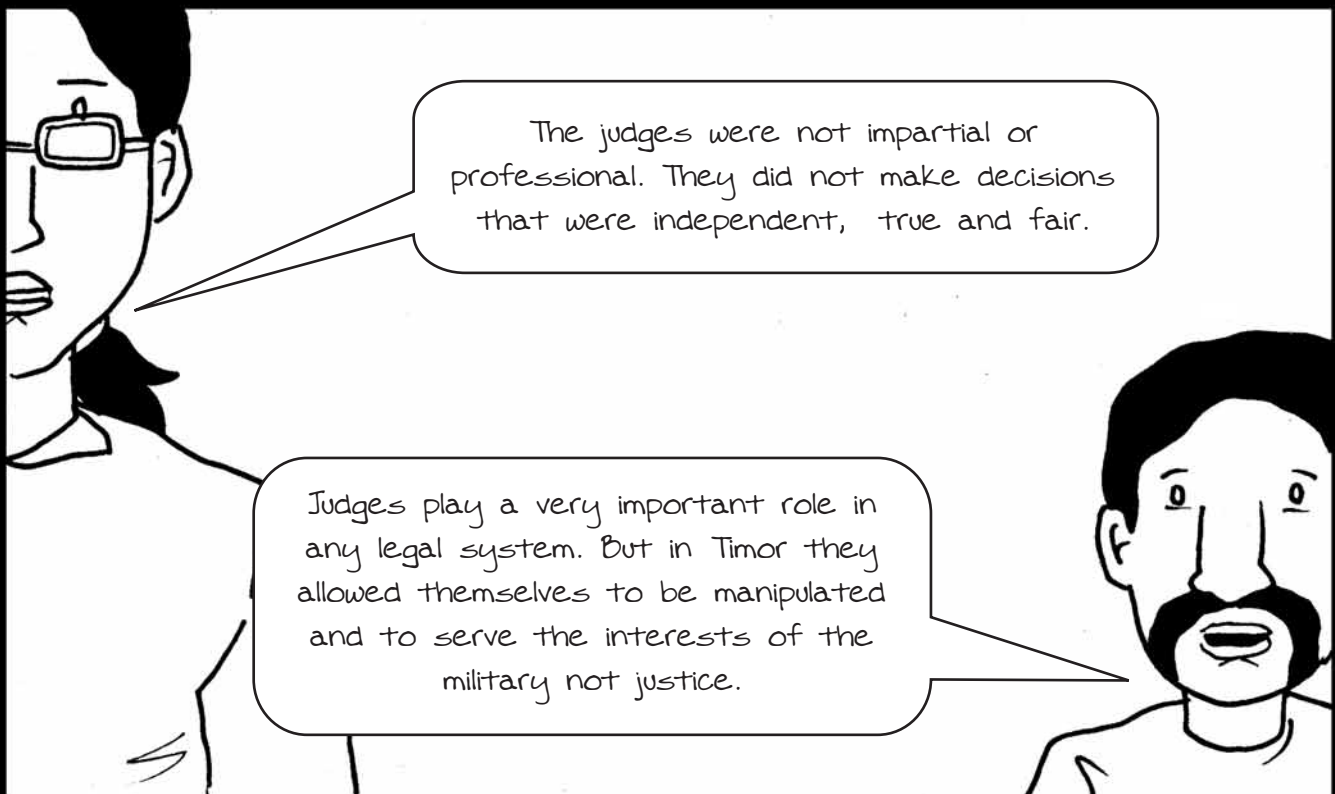 The judges were not impartial or
professional. They did not make decisions
that were independent, true and fair.
Judges play a very important role in
any legal system. But in Timor they
allowed themselves to be manipulated
and to serve the interests of the
military not justice.